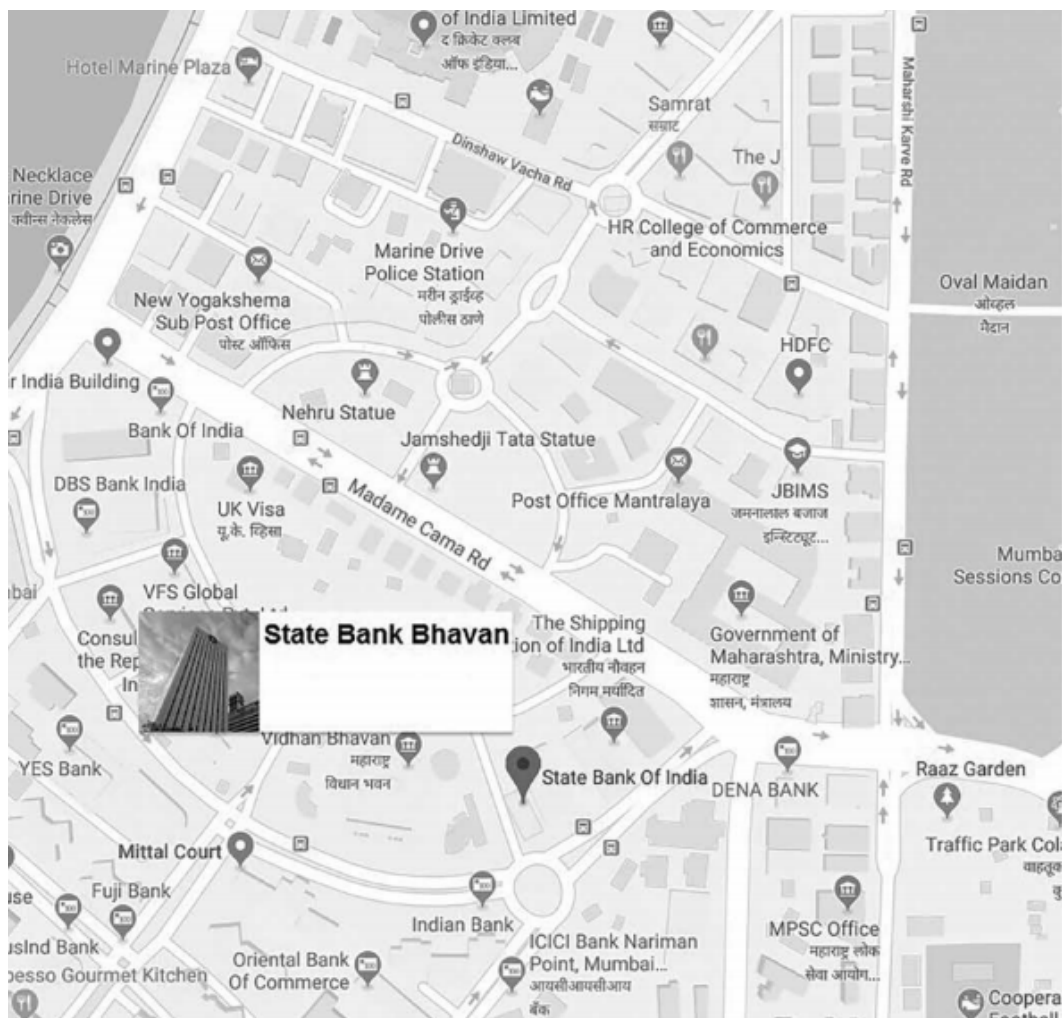 of India Limited
द क्रिकेट क्लब
ऑफ इंडिया...
Hotel Marine Plaza
Samrat
सम्राट
The J
Dinshaw Vacha Rd
Maharshi Karve Rd
Necklace
rine Drive
क्वीन्स नेकलेस
Marine Drive
Police Station
मरीन ड्राईव्ह
पोलीस ठाणे
HR College of Commerce
and Economics
Oval Maidan
ओव्हल
मैदान
New Yogakshema
Sub Post Office
पोस्ट ऑफिस
HDFC
r India Building
Bank Of India
Nehru Statue
Jamshedji Tata Statue
DBS Bank India
UK Visa
यू.के. व्हिसा
Madame Cama Rd
Post Office Mantralaya
JBIMS
जमनालाल बजाज
इन्स्टिट्यूट...
Mumba
Sessions Co
bai
VFS Global
Consul
the Rep
In
State Bank Bhavan
The Shipping
ion of India Ltd
भारतीय नौवहन
निगम मर्यादित
Government of
Maharashtra, Ministry...
महाराष्ट्र
शासन, मंत्रालय
YES Bank
Vidhan Bhavan
महाराष्ट्र
विधान भवन
State Bank Of India
DENA BANK
Raaz Garden
Traffic Park Cola
वाहतूक
Mittal Court
use
Fuji Bank
usInd Bank
Indian Bank
MPSC Office
महाराष्ट्र लोक
सेवा आयोग...
pesso Gourmet Kitchen
Oriental Bank
Of Commerce
ICICI Bank Nariman
Point, Mumbai...
आयसीआयसीआय
बँक
Coopera